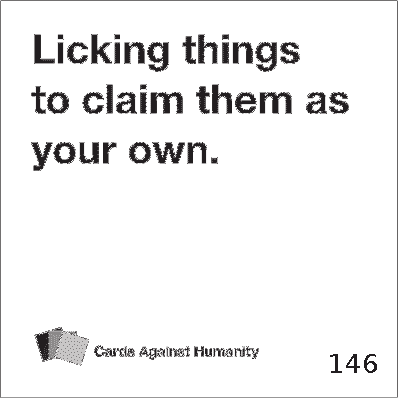 Licking things
to claim them as
your own.
Cards Against Humanity
146